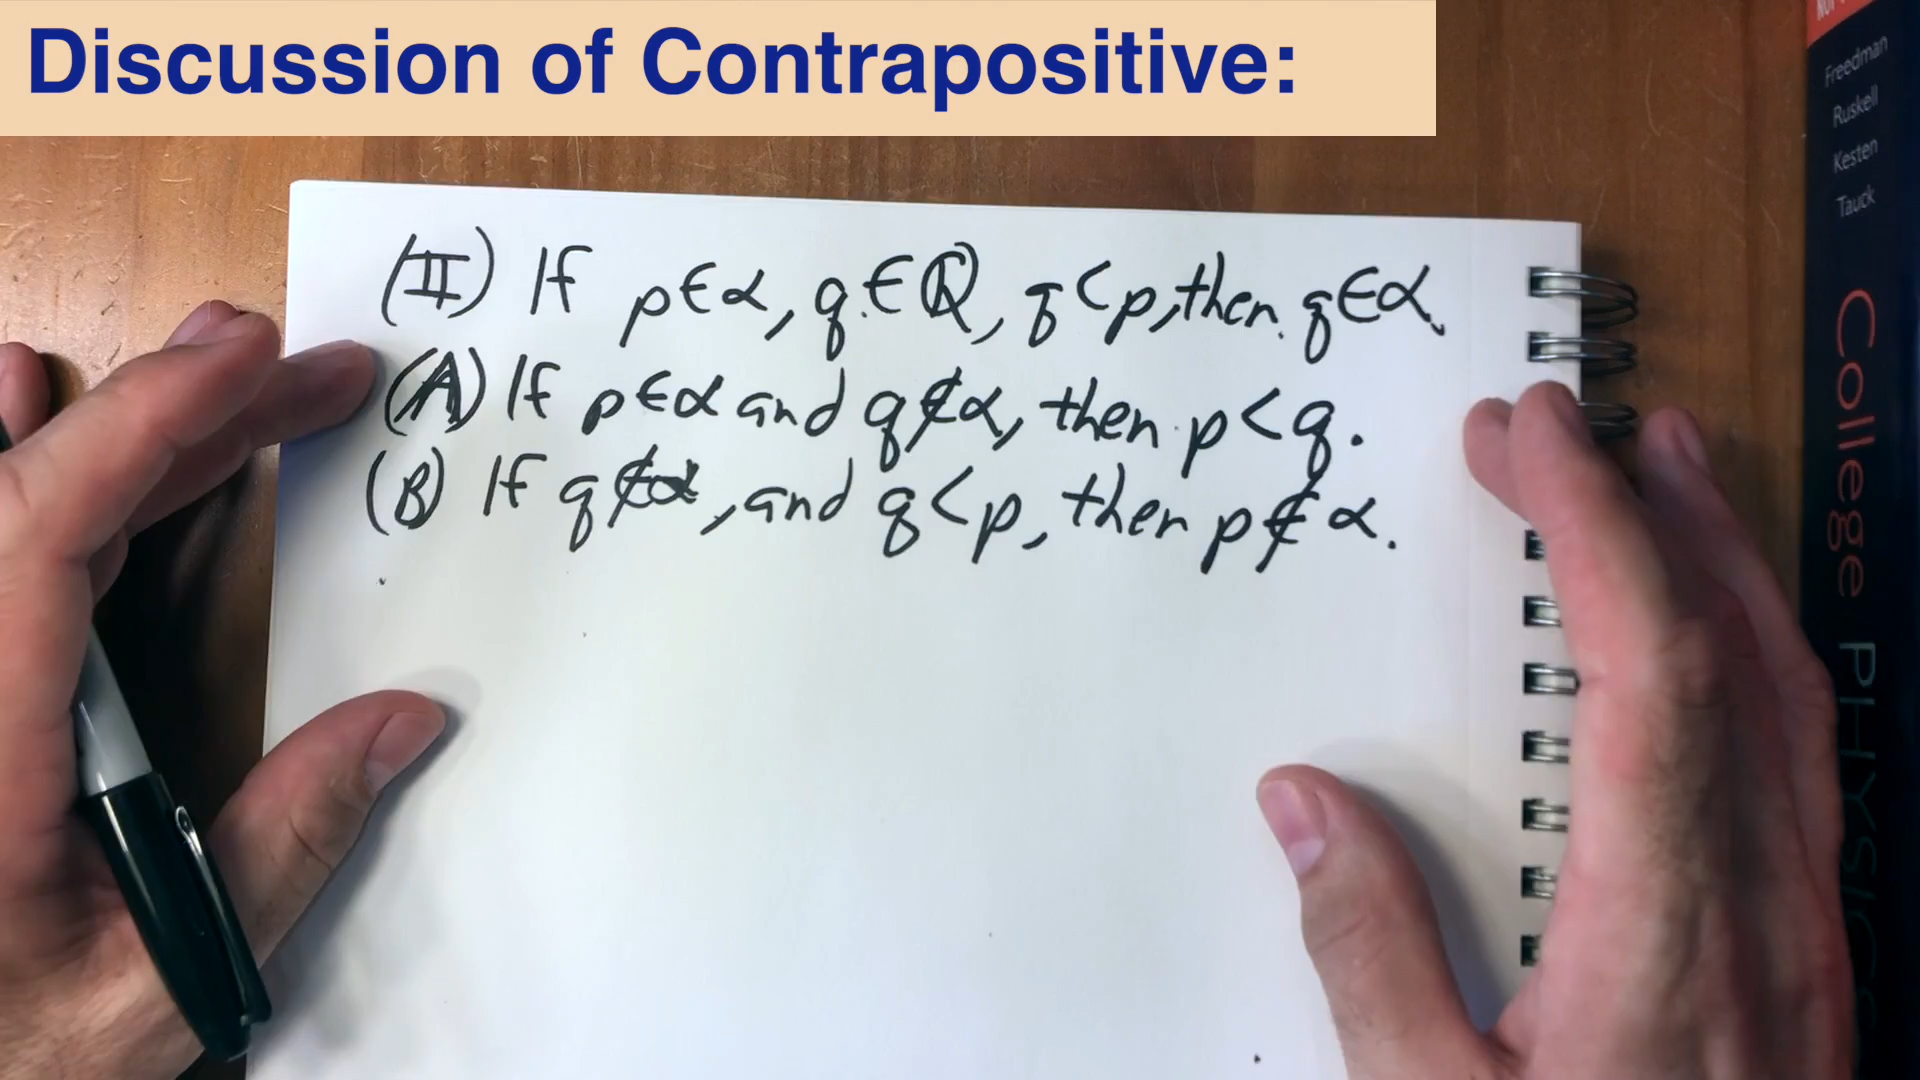 Discussion of Contrapositive:
(II) If p∈α, q∈ℚ, q<p, then q∈α.
(A) If p∈α and q∉α, then p<q.
(B) If q∉α, and q<p, then p∉α.
Freedman
Ruskell
Kesten
Tauck
College PHYSICS